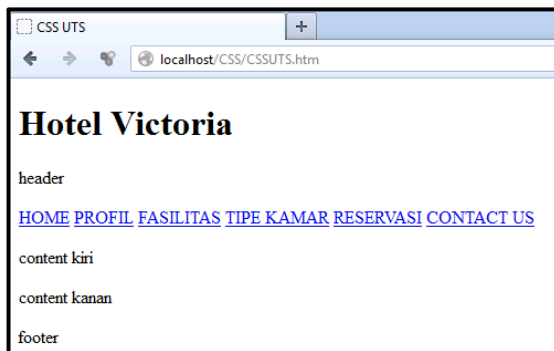 CSS UTS
localhost/CSS/CSSUTS.htm
Hotel Victoria
header
HOME PROFIL FASILITAS TIPE KAMAR RESERVASI CONTACT US
content kiri
content kanan
footer